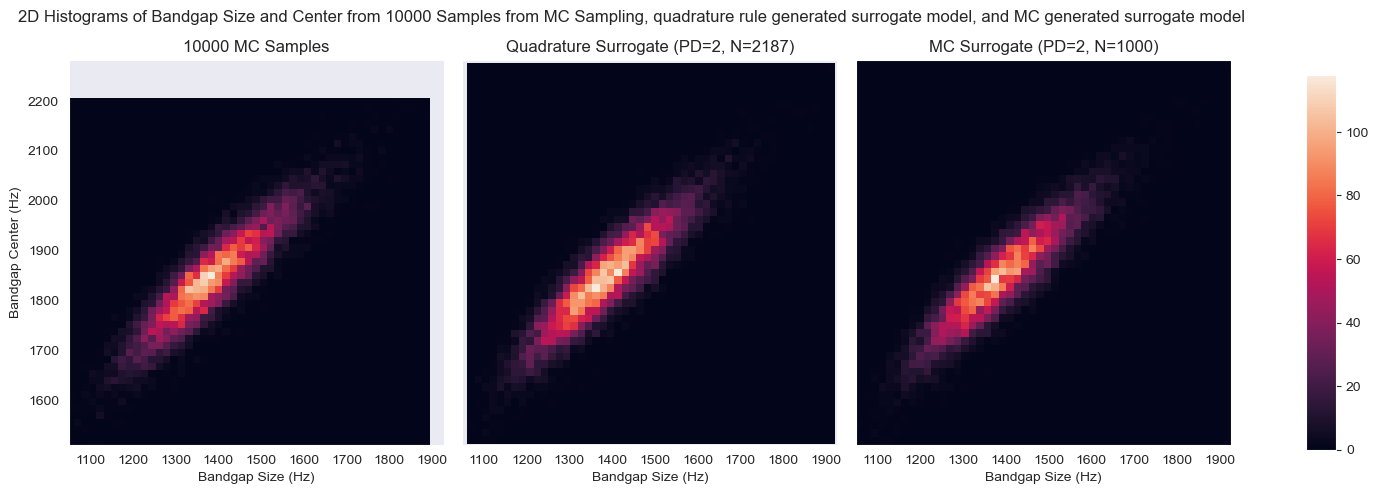 2D Histograms of Bandgap Size and Center from 10000 Samples from MC Sampling, quadrature rule generated surrogate model, and MC generated surrogate model
10000 MC Samples
Quadrature Surrogate (PD=2, N=2187)
MC Surrogate (PD=2, N=1000)
Bandgap Center (Hz)
2200
2100
2000
1900
1800
1700
1600
1100 1200 1300 1400 1500 1600 1700 1800 1900
Bandgap Size (Hz)
1100 1200 1300 1400 1500 1600 1700 1800 1900
Bandgap Size (Hz)
1100 1200 1300 1400 1500 1600 1700 1800 1900
Bandgap Size (Hz)
100
80
60
40
20
0